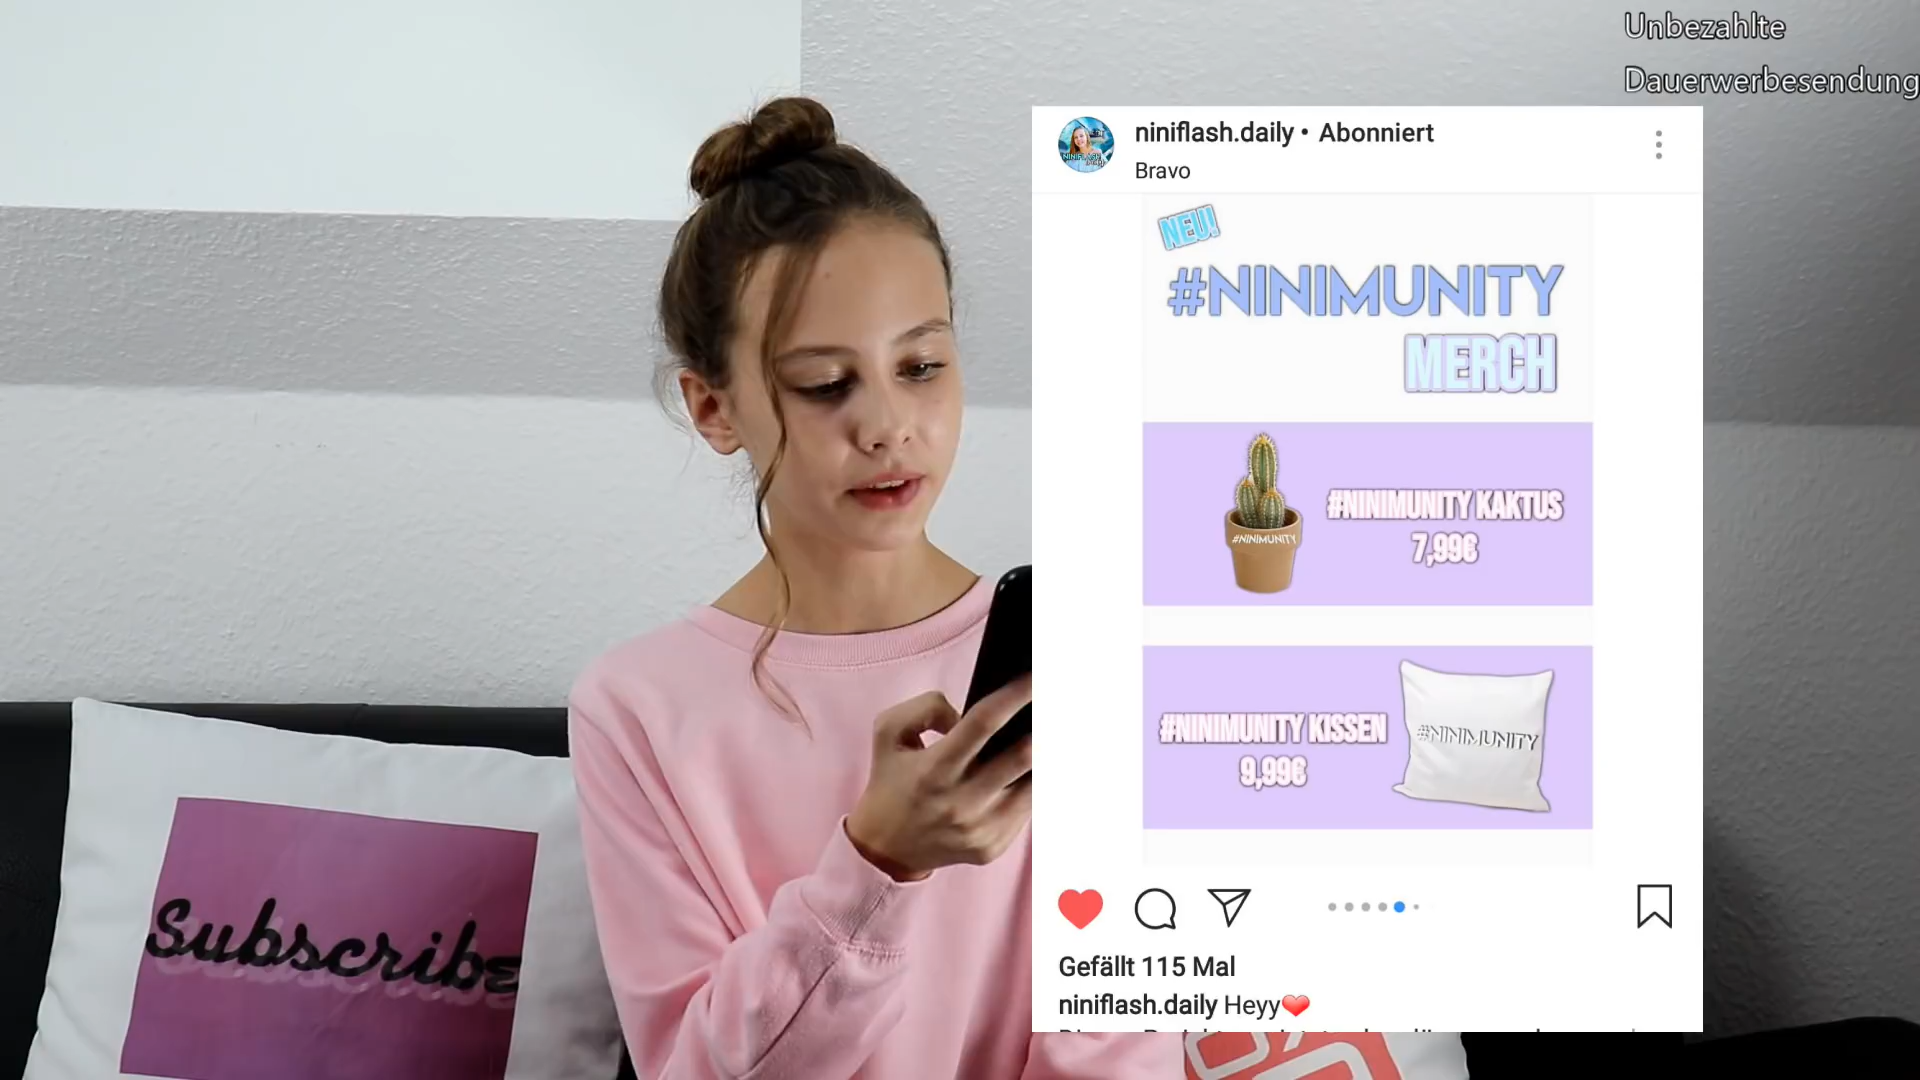 Unbezahlte
Dauerwerbesendung
niniflash.daily • Abonniert
Bravo
NEU!
#NINIMUNITY
MERCH
#NINIMUNITY
#NINIMUNITY KAKTUS
7,99€
#NINIMUNITY KISSEN
9,99€
#NINIMUNITY
Gefällt 115 Mal
niniflash.daily Heyy❤
Subscribe